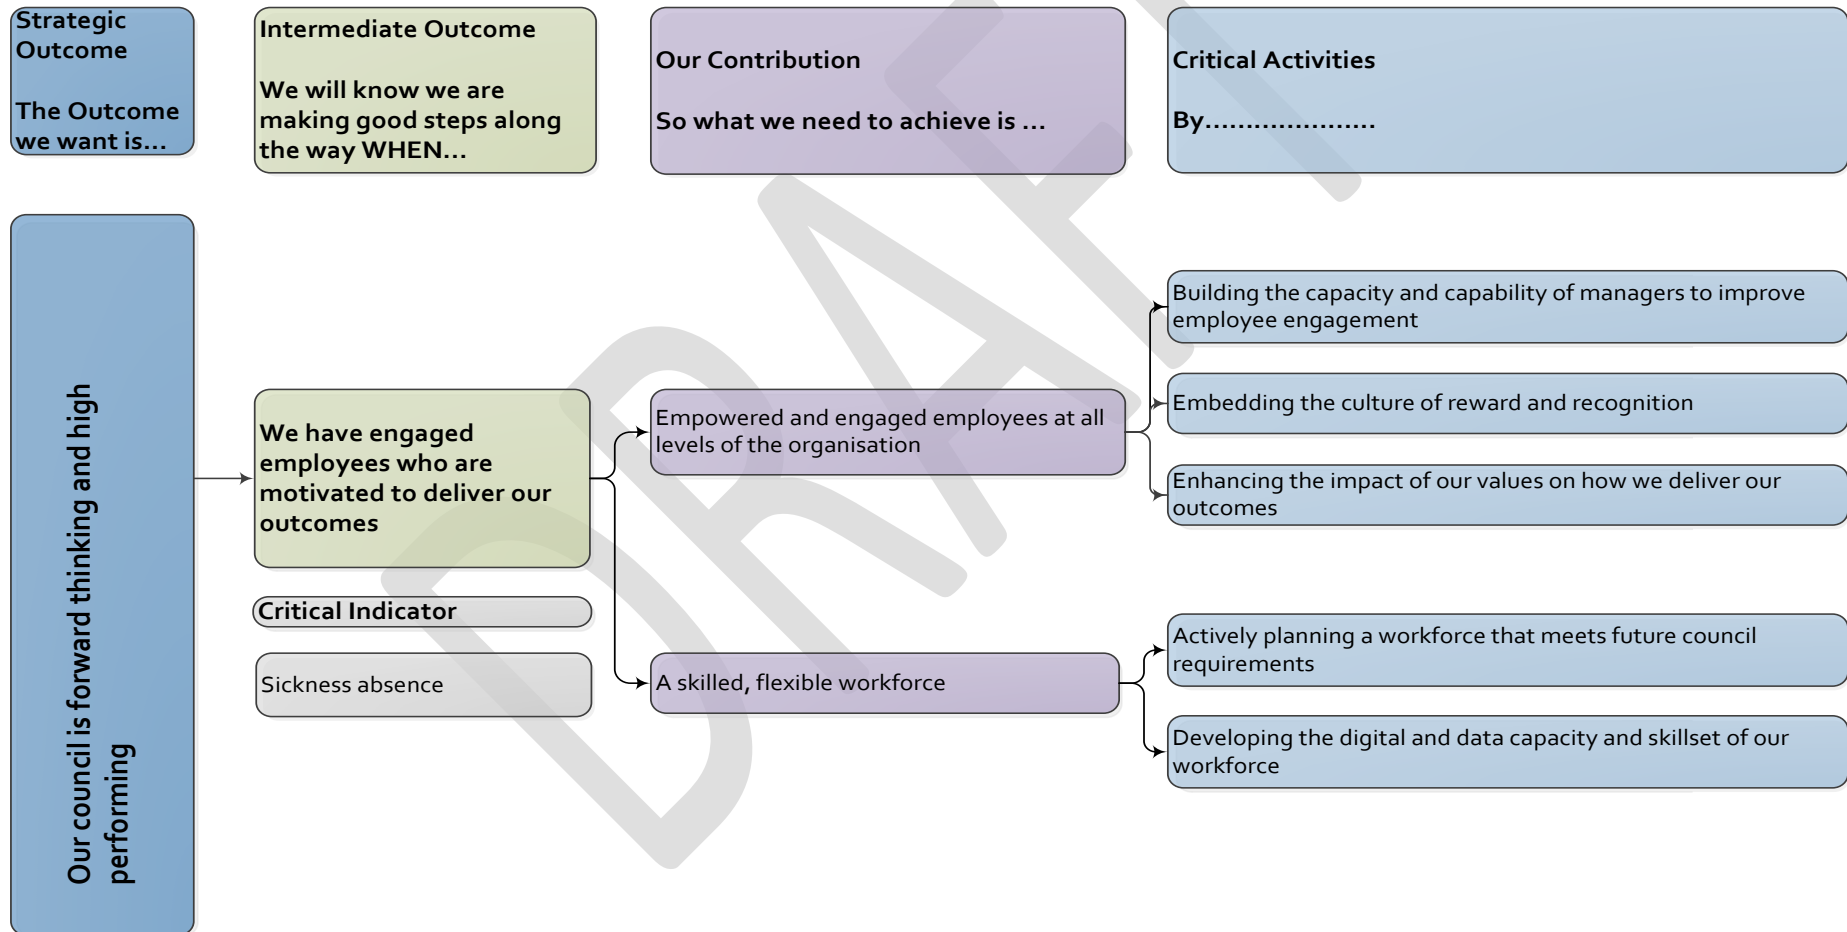 Strategic
Outcome
The Outcome
we want is...
Intermediate Outcome
We will know we are
making good steps along
the way WHEN...
Our Contribution
So what we need to achieve is ...
Critical Activities
By.....................
Our council is forward thinking and high
performing
We have engaged
employees who are
motivated to deliver our
outcomes
Critical Indicator
Sickness absence
Empowered and engaged employees at all
levels of the organisation
A skilled, flexible workforce
Building the capacity and capability of managers to improve
employee engagement
Embedding the culture of reward and recognition
Enhancing the impact of our values on how we deliver our
outcomes
Actively planning a workforce that meets future council
requirements
Developing the digital and data capacity and skillset of our
workforce
DRAFT